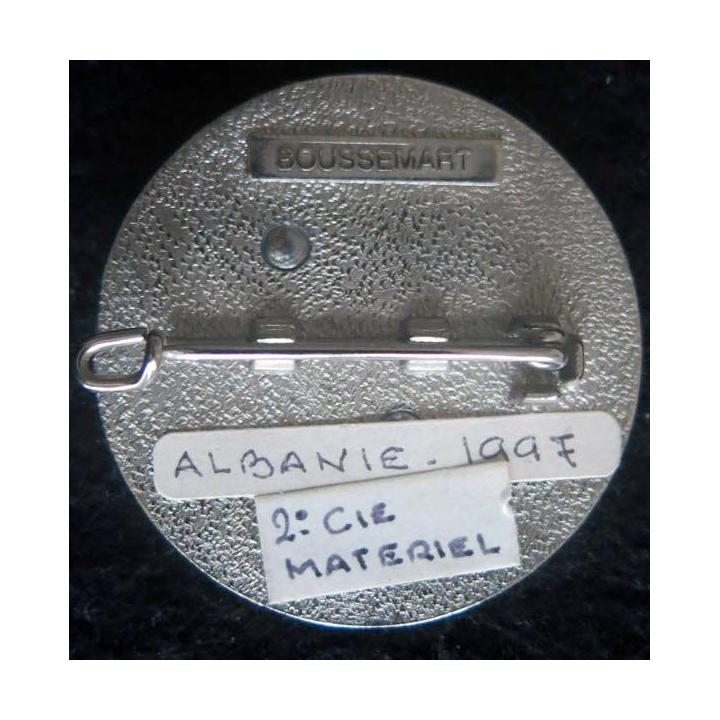 BOUSSEMART
ALBANIE - 1997
2° CIE
MATERIEL